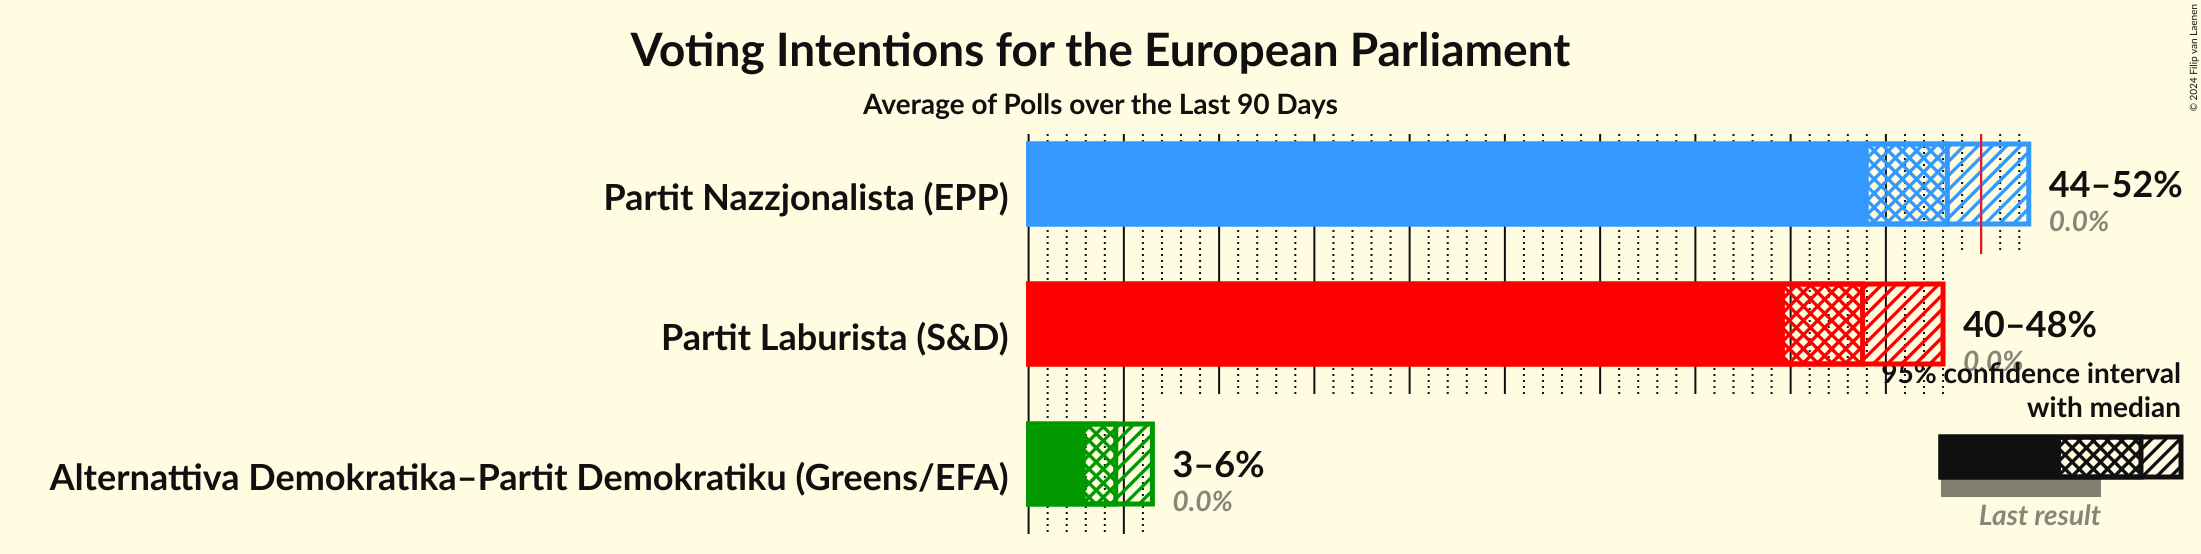 Voting Intentions for the European Parliament
Average of Polls over the Last 90 Days
© 2024 Filip van Laenen
Partit Nazzjonalista (EPP)
44–52%
0.0%
Partit Laburista (S&D)
40–48%
0.0%
95% confidence interval
with median
Alternattiva Demokratika–Partit Demokratiku (Greens/EFA)
3–6%
0.0%
Last result